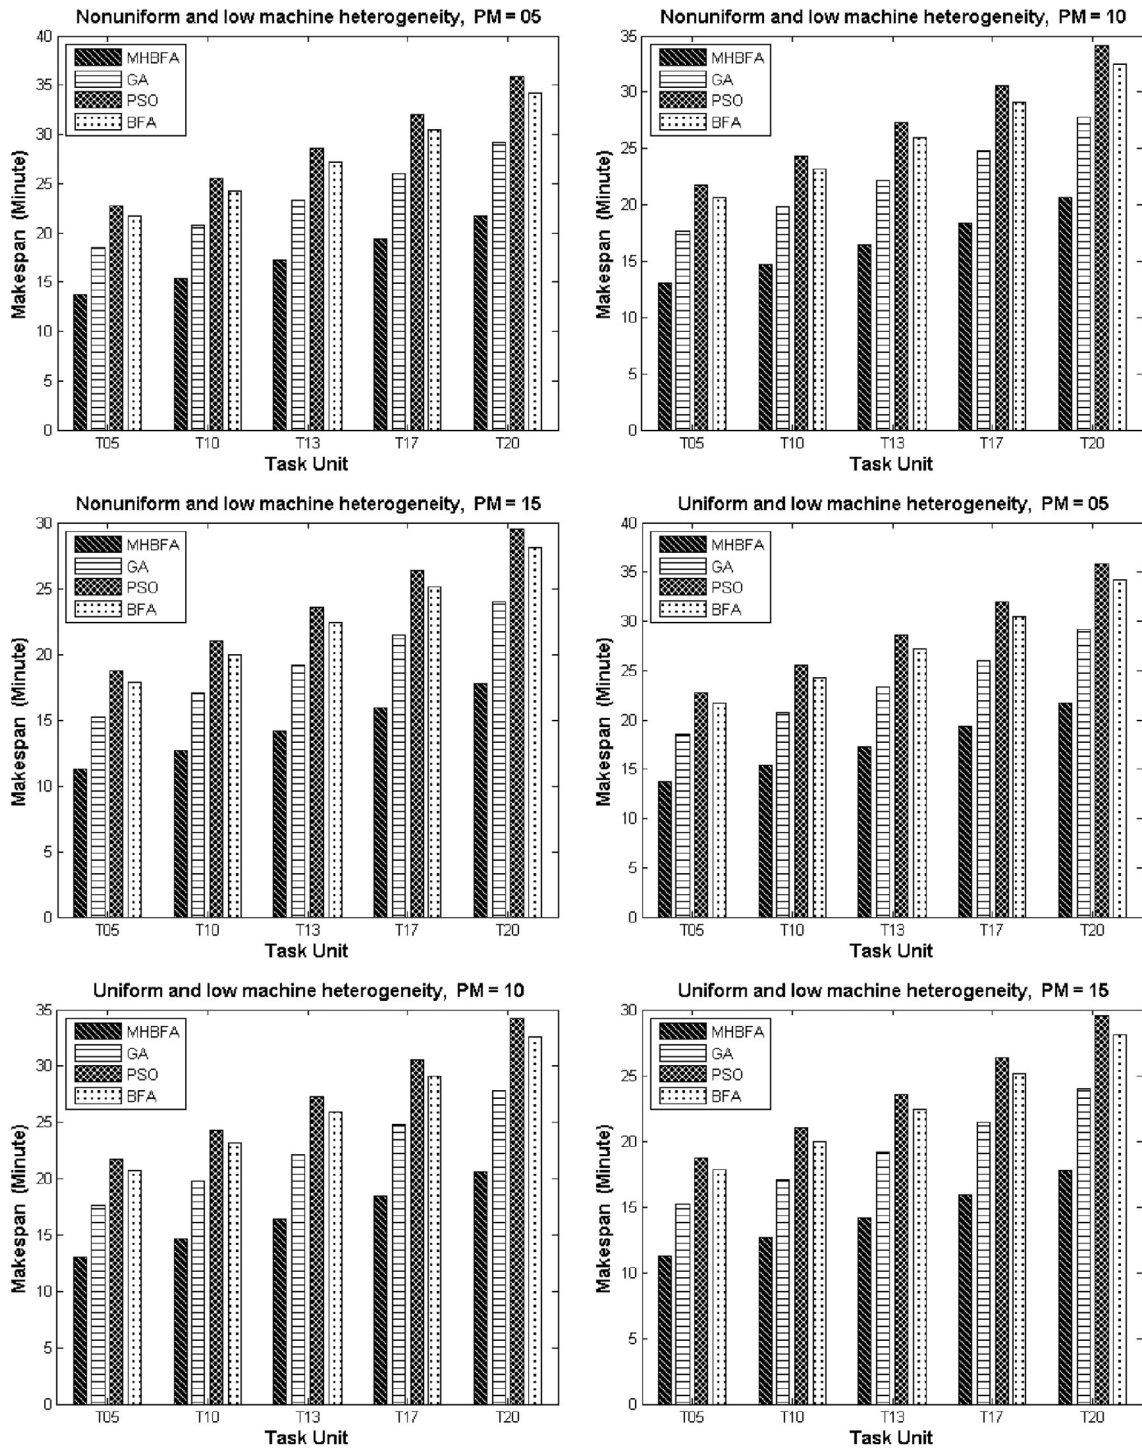 Nonuniform and low machine heterogeneity, PM = 05
40
35
30
25
20
15
10
5
0
Makespan (Minute)
MHBFA
GA
PSO
BFA
T05 T10 T13 T17 T20
Task Unit
Nonuniform and low machine heterogeneity, PM = 10
35
30
25
20
15
10
5
0
Makespan (Minute)
MHBFA
GA
PSO
BFA
T05 T10 T13 T17 T20
Task Unit
Nonuniform and low machine heterogeneity, PM = 15
30
25
20
15
10
5
0
Makespan (Minute)
MHBFA
GA
PSO
BFA
T05 T10 T13 T17 T20
Task Unit
Uniform and low machine heterogeneity, PM = 05
40
35
30
25
20
15
10
5
0
Makespan (Minute)
MHBFA
GA
PSO
BFA
T05 T10 T13 T17 T20
Task Unit
Uniform and low machine heterogeneity, PM = 10
35
30
25
20
15
10
5
0
Makespan (Minute)
MHBFA
GA
PSO
BFA
T05 T10 T13 T17 T20
Task Unit
Uniform and low machine heterogeneity, PM = 15
30
25
20
15
10
5
0
Makespan (Minute)
MHBFA
GA
PSO
BFA
T05 T10 T13 T17 T20
Task Unit